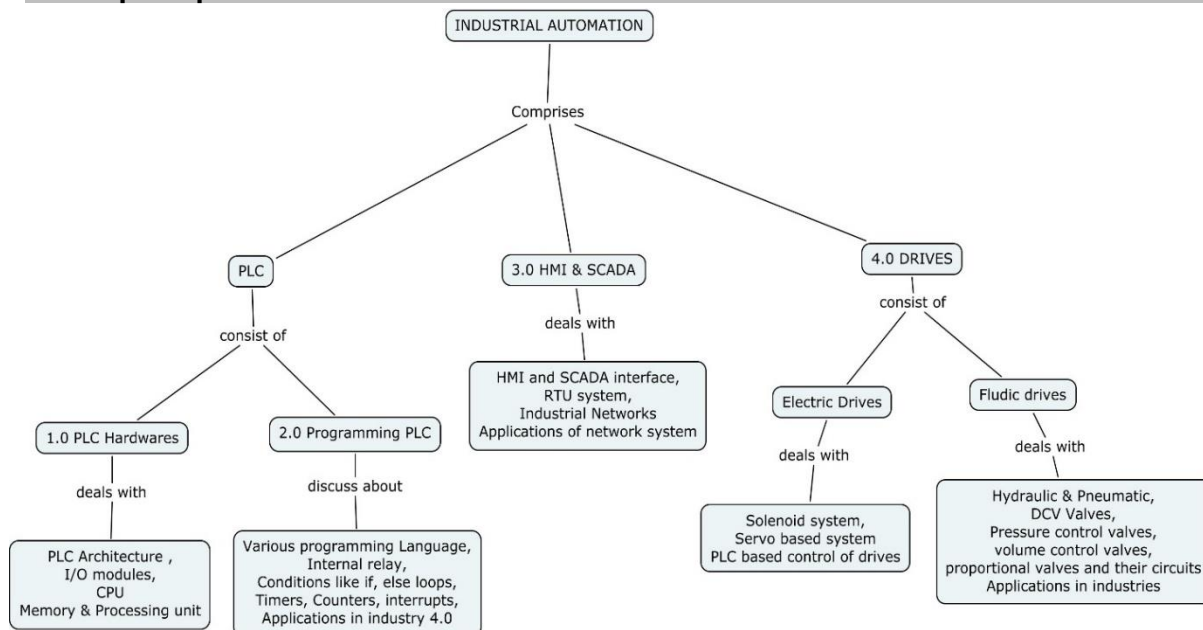 INDUSTRIAL AUTOMATION
Comprises
PLC
3.0 HMI & SCADA
4.0 DRIVES
consist of
deals with
consist of
HMI and SCADA interface,
RTU system,
Industrial Networks
Applications of network system
Electric Drives
Fludic drives
1.0 PLC Hardwares
2.0 Programming PLC
deals with
discuss about
deals with
deals with
PLC Architecture ,
I/O modules,
CPU
Memory & Processing unit
Various programming Language,
Internal relay,
Conditions like if, else loops,
Timers, Counters, interrupts,
Applications in industry 4.0
Solenoid system,
Servo based system
PLC based control of drives
Hydraulic & Pneumatic,
DCV Valves,
Pressure control valves,
volume control valves,
proportional valves and their circuits
Applications in industries